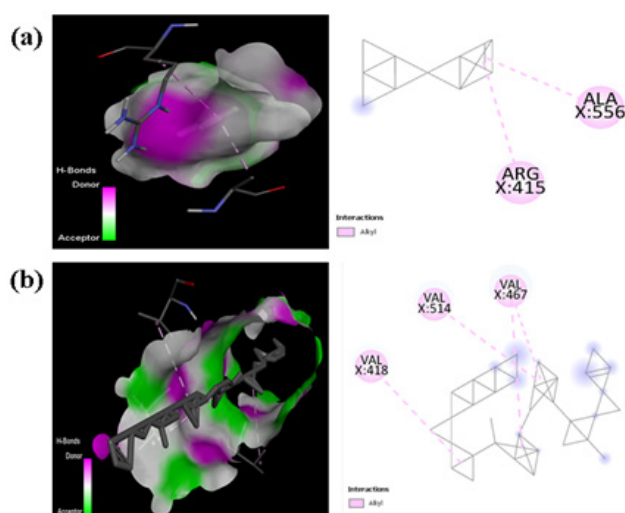 (a)
H-Bonds
Donor
Acceptor
ALA
X:556
ARG
X:415
Interactions
Alkyl
(b)
H-Bonds
Donor
Acceptor
VAL
X:467
VAL
X:514
VAL
X:418
Interactions
Alkyl